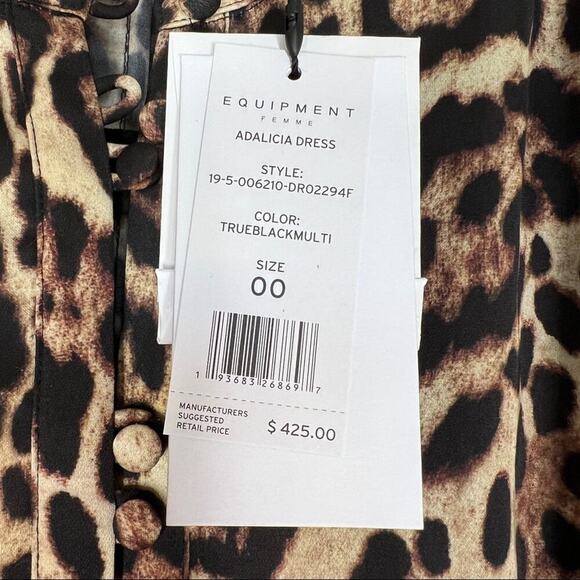 EQUIPMENT
FEMME
ADALICIA DRESS
STYLE:
19-5-006210-DR02294F
COLOR:
TRUEBLACKMULTI
SIZE
00
1 93683 26869 7
MANUFACTURERS
SUGGESTED
RETAIL PRICE
$ 425.00